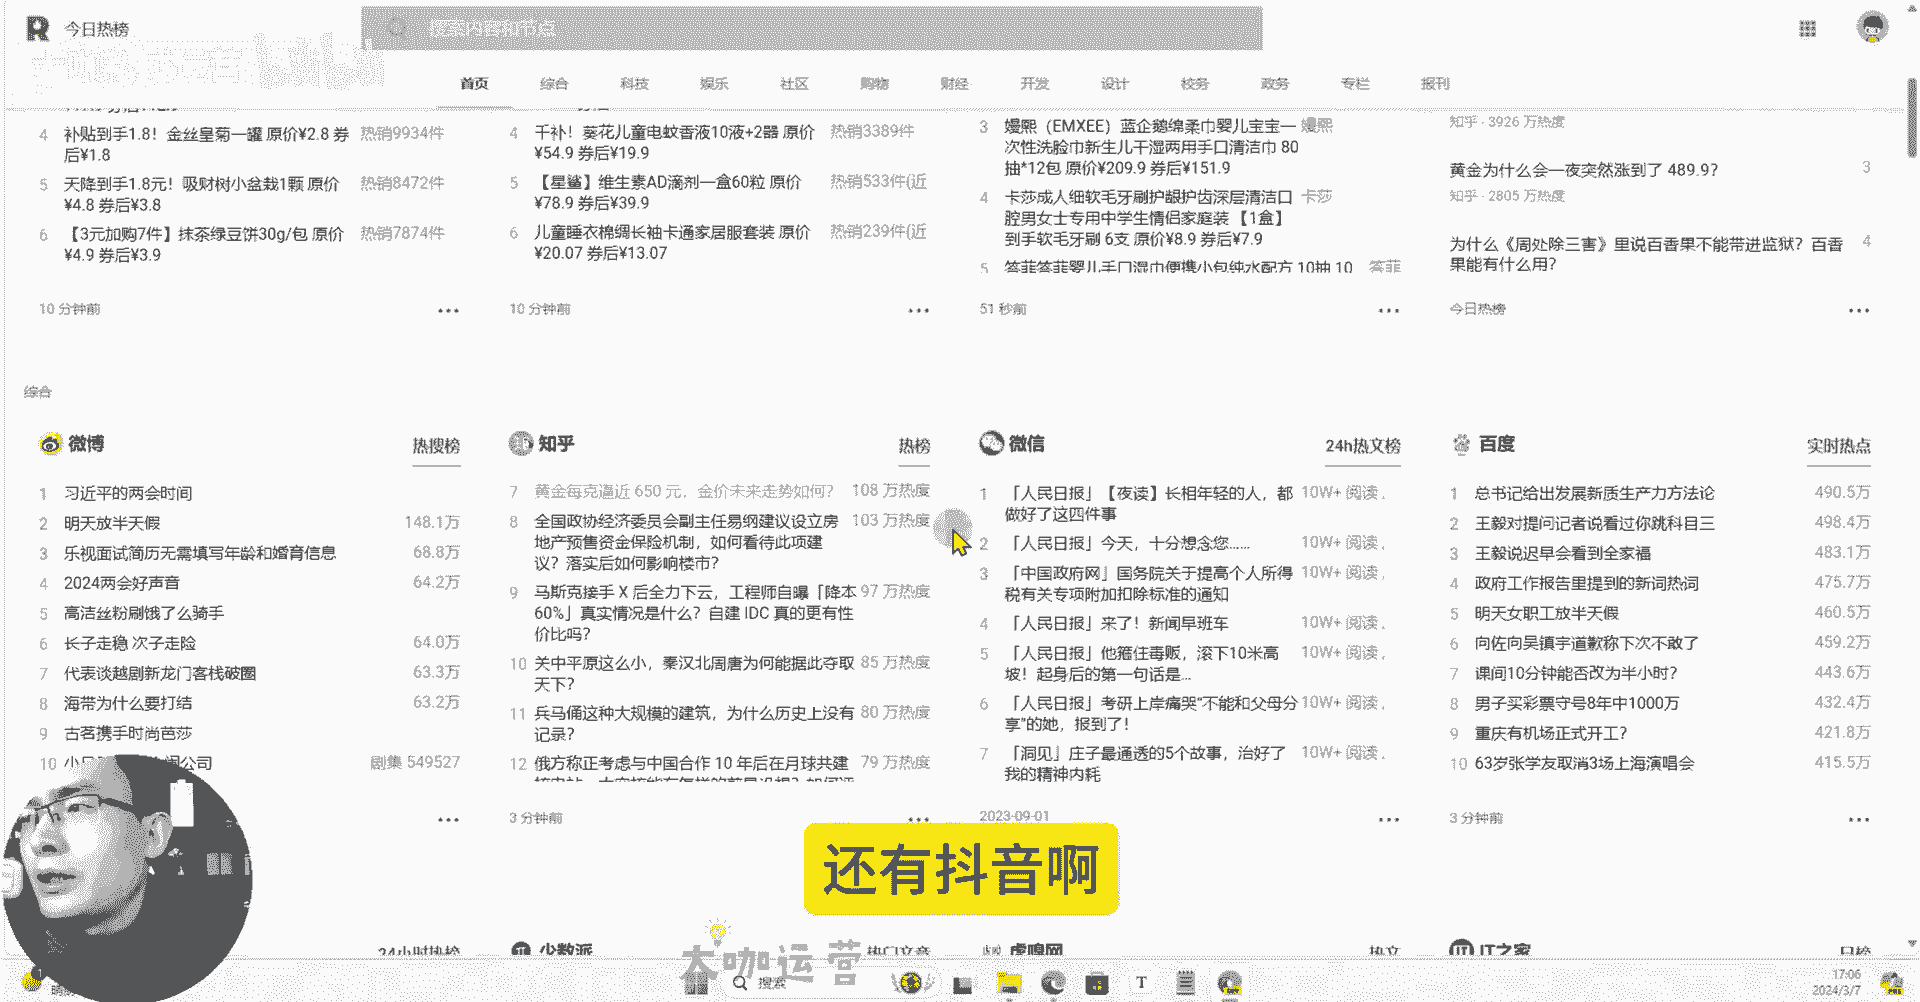 今日热榜
搜索内容和节点
首页 综合 科技 娱乐 社区 购物 财经 开发 设计 校务 政务 专栏 报刊
4 补贴到手1.8！金丝皇菊一罐 原价¥2.8 券
后¥1.8
热销9934件
5 天降到手1.8元！吸财树小盆栽1颗 原价
¥4.8 券后¥3.8
热销8472件
6 【3元加购7件】抹茶绿豆饼30g/包 原价
¥4.9 券后¥3.9
热销7874件
10 分钟前
4 千补！葵花儿童电蚊香液10液+2器 原价
¥54.9 券后¥19.9
热销3389件
5 【星鲨】维生素AD滴剂一盒60粒 原价
¥78.9 券后¥39.9
热销533件(近
6 儿童睡衣棉绸长袖卡通家居服套装 原价
¥20.07 券后¥13.07
热销239件(近
10 分钟前
3 嫚熙（EMXEE）蓝企鹅绵柔巾婴儿宝宝一
次性洗脸巾新生儿干湿两用手口清洁巾 80
抽*12包 原价¥209.9 券后¥151.9
嫚熙
4 卡莎成人细软毛牙刷护龈护齿深层清洁口
腔男女士专用中学生情侣家庭装 【1盒】
到手软毛牙刷 6支 原价¥8.9 券后¥7.9
卡莎
5 答菲答菲婴儿手口湿巾便携小包纯水配方 10抽 10
答菲
51 秒前
知乎 · 3926 万热度
黄金为什么会一夜突然涨到了 489.9？
3
知乎 · 2805 万热度
为什么《周处除三害》里说百香果不能带进监狱？百香
果能有什么用？
4
今日热榜
综合
微博 热搜榜
1 习近平的两会时间
2 明天放半天假 148.1万
3 乐视面试简历无需填写年龄和婚育信息 68.8万
4 2024两会好声音 64.2万
5 高洁丝粉刷饿了么骑手
6 长子走稳 次子走险 64.0万
7 代表谈越剧新龙门客栈破圈 63.3万
8 海带为什么要打结 63.2万
9 古茗携手时尚芭莎
10 公司 剧集 549527
知乎 热榜
7 黄金每克逼近 650 元，金价未来走势如何？ 108 万热度
8 全国政协经济委员会副主任易纲建议设立房
地产预售资金保险机制，如何看待此项建
议？落实后如何影响楼市？
103 万热度
9 马斯克接手 X 后全力下云，工程师自曝「降本
60%」真实情况是什么？自建 IDC 真的更有性
价比吗？
97 万热度
10 关中平原这么小，秦汉北周唐为何能据此夺取
天下？
85 万热度
11 兵马俑这种大规模的建筑，为什么历史上没有
记录？
80 万热度
12 俄方称正考虑与中国合作 10 年后在月球共建
79 万热度
3 分钟前
微信 24h热文榜
1 「人民日报」【夜读】长相年轻的人，都
做好了这四件事
10W+ 阅读 .
2 「人民日报」今天，十分想念您…… 10W+ 阅读 .
3 「中国政府网」国务院关于提高个人所得
税有关专项附加扣除标准的通知
10W+ 阅读 .
4 「人民日报」来了！新闻早班车 10W+ 阅读 .
5 「人民日报」他箍住毒贩，滚下10米高
坡！起身后的第一句话是...
10W+ 阅读 .
6 「人民日报」考研上岸痛哭“不能和父母分
享”的她，报到了！
10W+ 阅读 .
7 「洞见」庄子最通透的5个故事，治好了
我的精神内耗
10W+ 阅读 .
2023-09-01
百度 实时热点
1 总书记给出发展新质生产力方法论 490.5万
2 王毅对提问记者说看过你跳科目三 498.4万
3 王毅说迟早会看到全家福 483.1万
4 政府工作报告里提到的新词热词 475.7万
5 明天女职工放半天假 460.5万
6 向佐向吴镇宇道歉称下次不敢了 459.2万
7 课间10分钟能否改为半小时？ 443.6万
8 男子买彩票守号8年中1000万 432.4万
9 重庆有机场正式开工？ 421.8万
10 63岁张学友取消3场上海演唱会 415.5万
3 分钟前
还有抖音啊
24小时热榜
少数派 热门文章
虎嗅网 热文
IT之家 日榜
大咖运营
搜索
17:06
2024/3/7